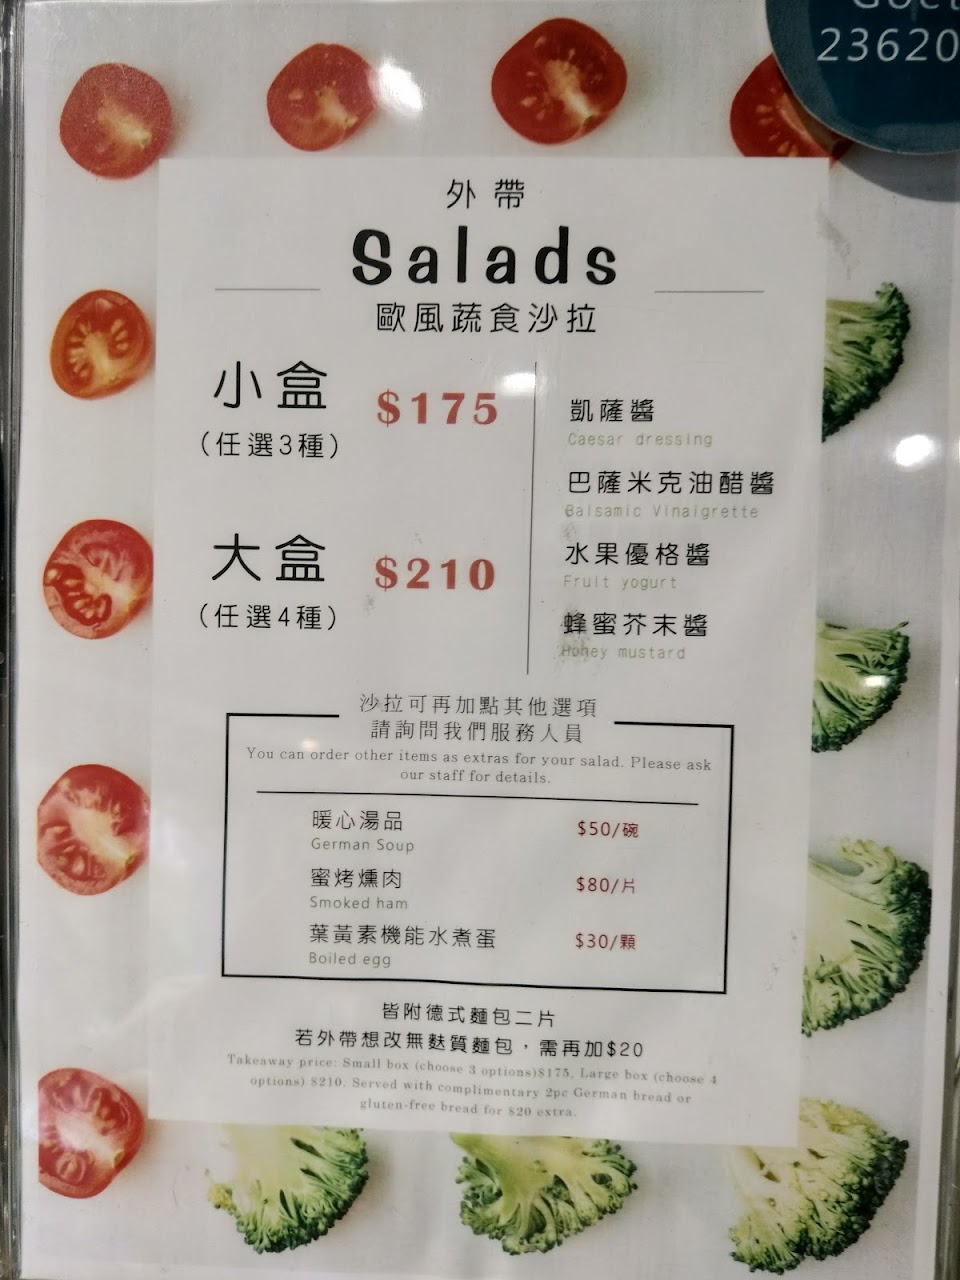 23620
外帶
Salads
歐風蔬食沙拉
小盒 $175
(任選3種)
大盒 $210
(任選4種)
凱薩醬
Caesar dressing
巴薩米克油醋醬
Balsamic Vinaigrette
水果優格醬
Fruit yogurt
蜂蜜芥末醬
Honey mustard
沙拉可再加點其他選項
請詢問我們服務人員
You can order other items as extras for your salad. Please ask
our staff for details.
暖心湯品 $50/碗
German Soup
蜜烤燻肉 $80/片
Smoked ham
葉黃素機能水煮蛋 $30/顆
Boiled egg
皆附德式麵包二片
若外帶想改無麩質麵包，需再加$20
Takeaway price: Small box (choose 3 options)$175, Large box (choose 4
options) $210. Served with complimentary 2pc German bread or
gluten-free bread for $20 extra.